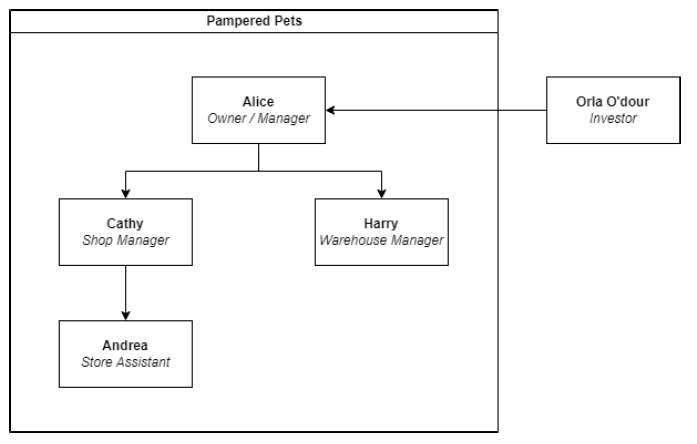 Pampered Pets
Alice
Owner / Manager
Orla O'dour
Investor
Cathy
Shop Manager
Harry
Warehouse Manager
Andrea
Store Assistant